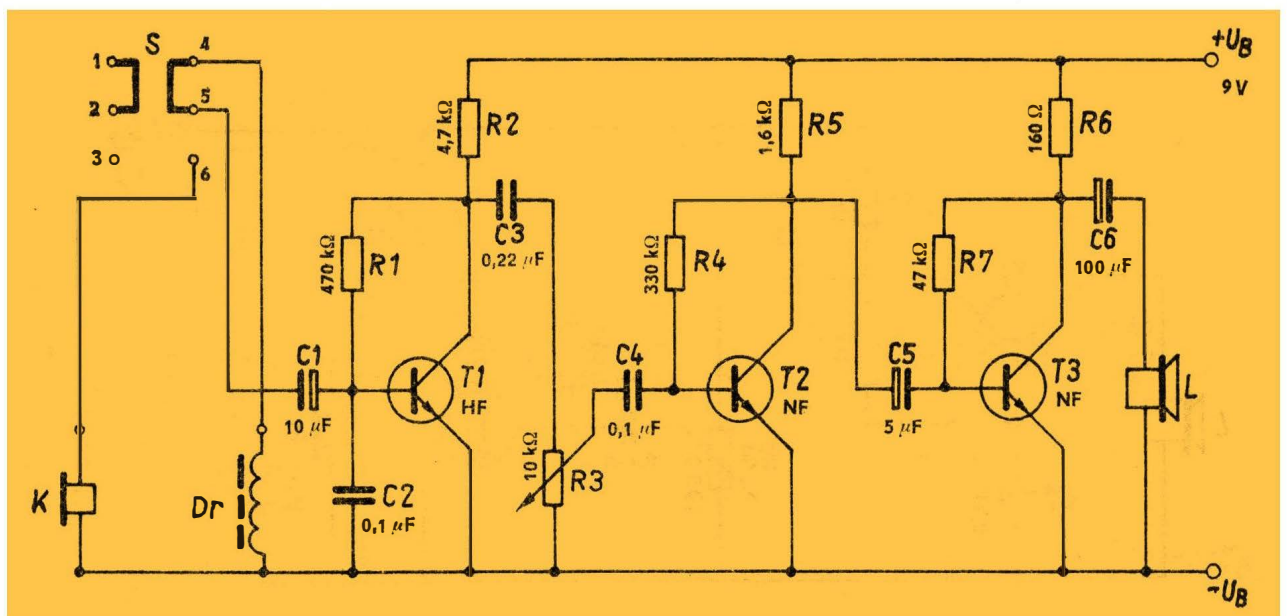 S
1
4
2
5
3
6
+U_B
9 V
4,7 kΩ
R2
1,6 kΩ
R5
160 Ω
R6
470 kΩ
R1
C3
0,22 µF
330 kΩ
R4
47 kΩ
R7
C6
100 µF
C1
10 µF
T1
HF
C4
0,1 µF
T2
NF
C5
5 µF
T3
NF
L
K
Dr
C2
0,1 µF
10 kΩ
R3
-U_B